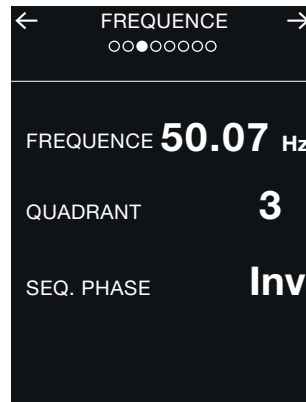 ← FREQUENCE →
FREQUENCE 50.07 Hz
QUADRANT 3
SEQ. PHASE Inv